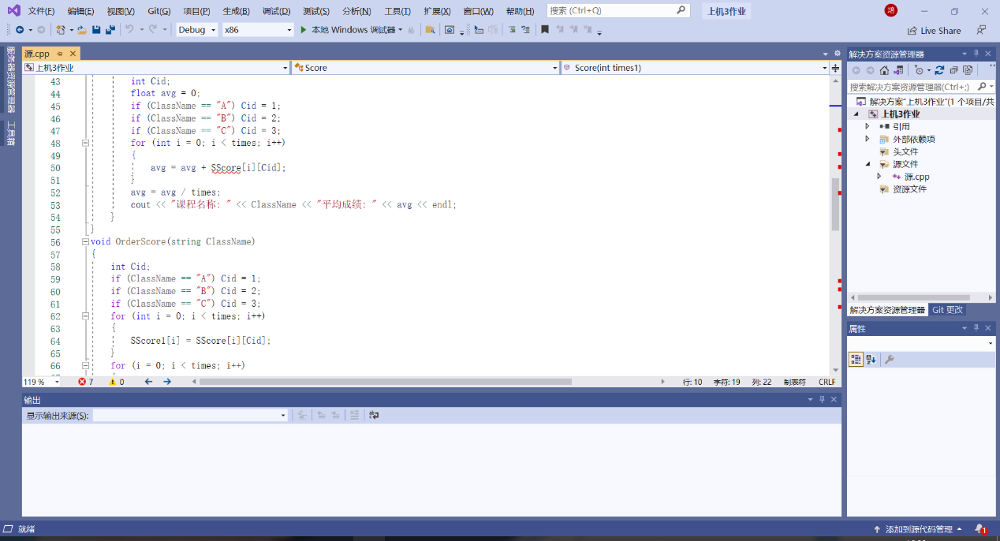 文件(F) 编辑(E) 视图(V) Git(G) 项目(P) 生成(B) 调试(D) 测试(S) 分析(N) 工具(T) 扩展(X) 窗口(W) 帮助(H) 搜索 (Ctrl+Q) 上机3作业 培
Debug x86 本地 Windows 调试器 Live Share
服务器资源管理器
工具箱
源.cpp
上机3作业 Score Score(int times1)
43 int Cid;
44 float avg = 0;
45 if (ClassName == "A") Cid = 1;
46 if (ClassName == "B") Cid = 2;
47 if (ClassName == "C") Cid = 3;
48 for (int i = 0; i < times; i++)
49 {
50 avg = avg + SScore[i][Cid];
51 }
52 avg = avg / times;
53 cout << "课程名称: " << ClassName << "平均成绩: " << avg << endl;
54 }
55 }
56 void OrderScore(string ClassName)
57 {
58 int Cid;
59 if (ClassName == "A") Cid = 1;
60 if (ClassName == "B") Cid = 2;
61 if (ClassName == "C") Cid = 3;
62 for (int i = 0; i < times; i++)
63 {
64 SScore1[i] = SScore[i][Cid];
65 }
66 for (i = 0; i < times; i++)
119 % 7 0 行: 10 字符: 19 列: 22 制表符 CRLF
输出
显示输出来源(S):
解决方案资源管理器
搜索解决方案资源管理器(Ctrl+;)
解决方案"上机3作业"(1 个项目/共
上机3作业
引用
外部依赖项
头文件
源文件
源.cpp
资源文件
解决方案资源管理器 Git 更改
属性
就绪 添加到源代码管理 1